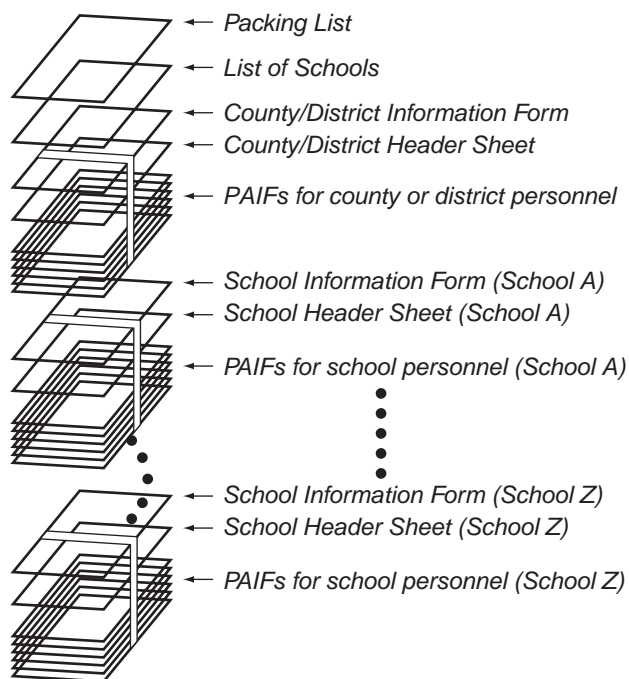 Packing List
List of Schools
County/District Information Form
County/District Header Sheet
PAIFs for county or district personnel
School Information Form (School A)
School Header Sheet (School A)
PAIFs for school personnel (School A)
School Information Form (School Z)
School Header Sheet (School Z)
PAIFs for school personnel (School Z)